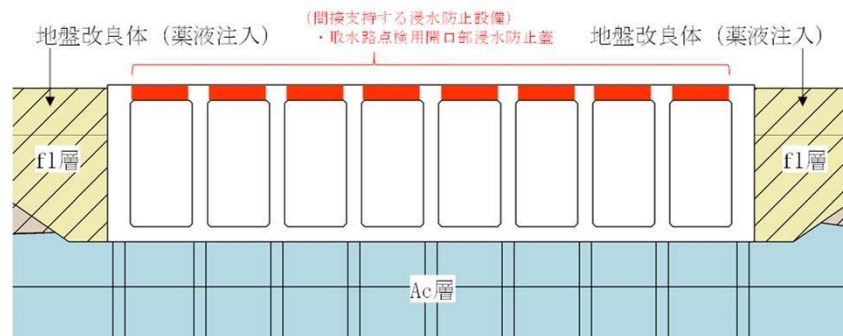 (間接支持する浸水防止設備)
・取水路点検用開口部浸水防止蓋
地盤改良体（薬液注入）
地盤改良体（薬液注入）
fl層
fl層
Ac層